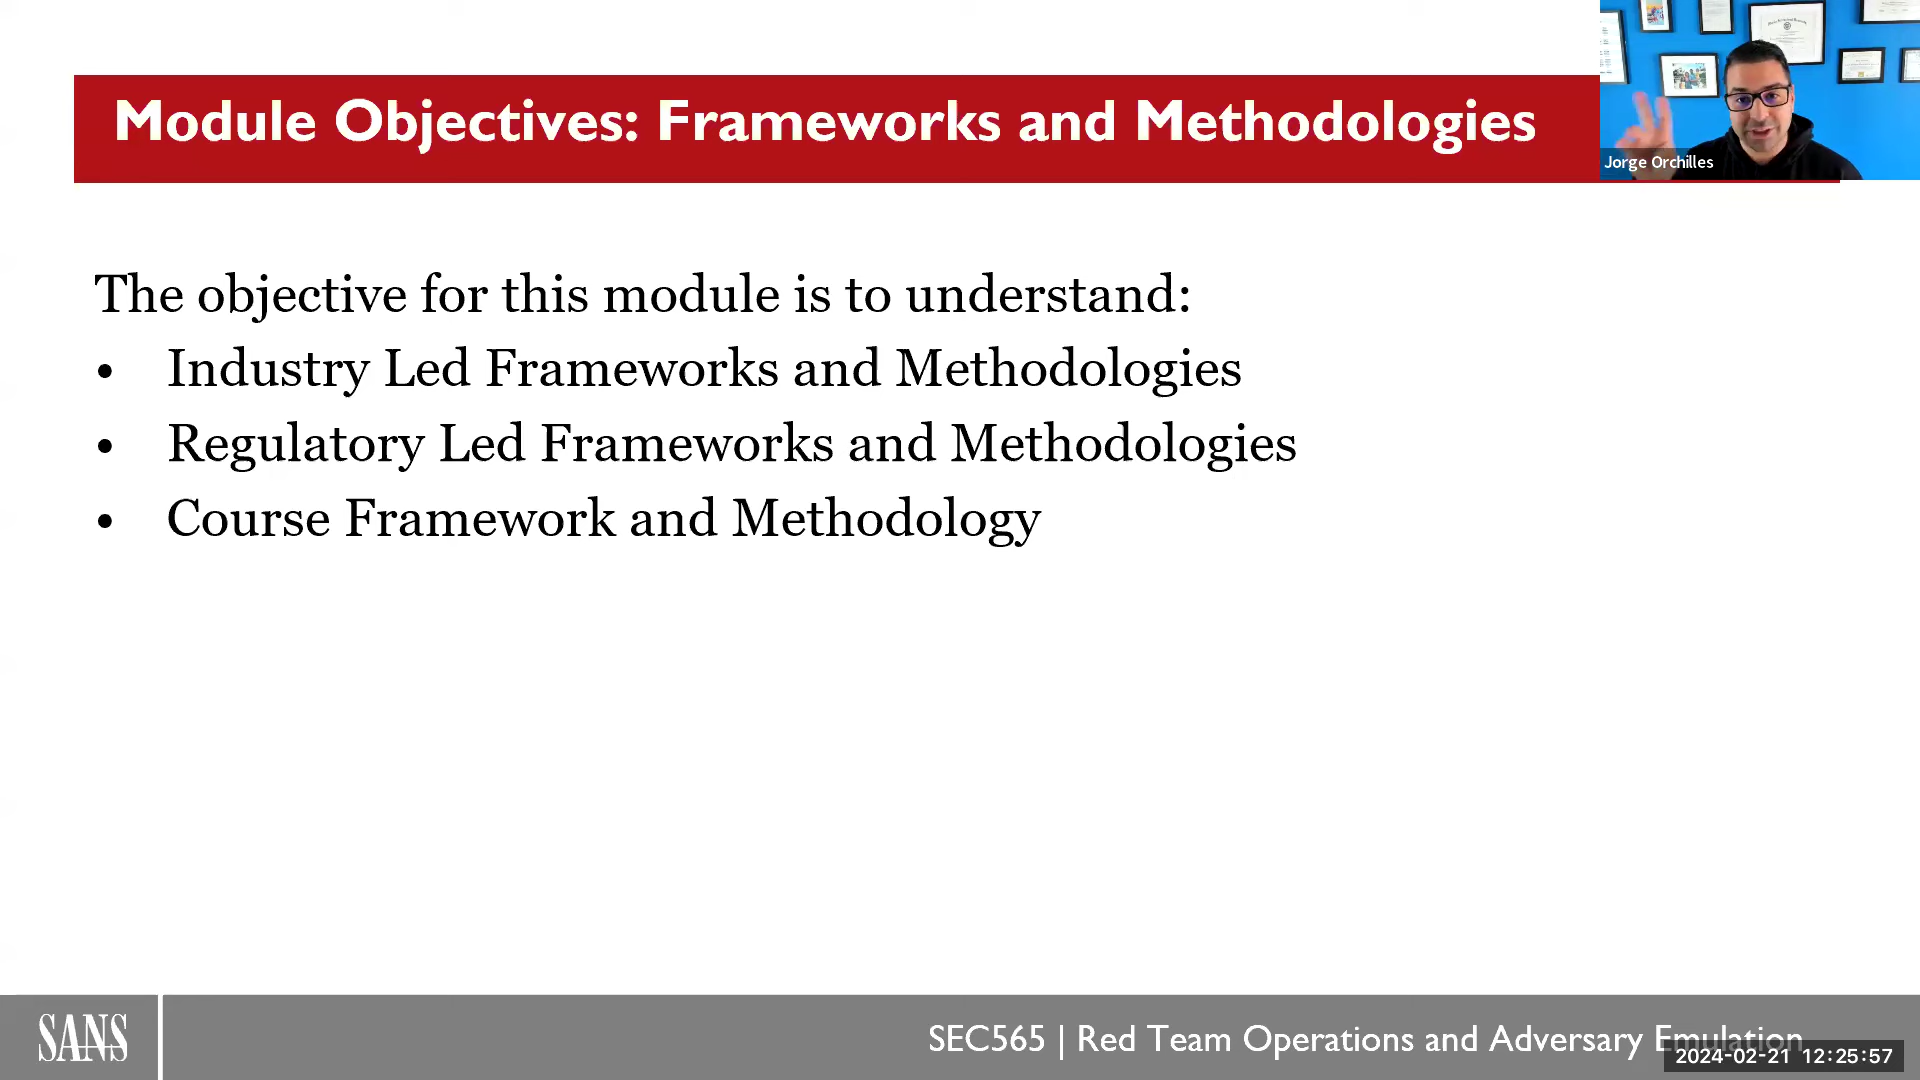 Module Objectives: Frameworks and Methodologies
Jorge Orchilles
The objective for this module is to understand:
• Industry Led Frameworks and Methodologies
• Regulatory Led Frameworks and Methodologies
• Course Framework and Methodology
SANS
SEC565 | Red Team Operations and Adversary Emulation
2024-02-21 12:25:57